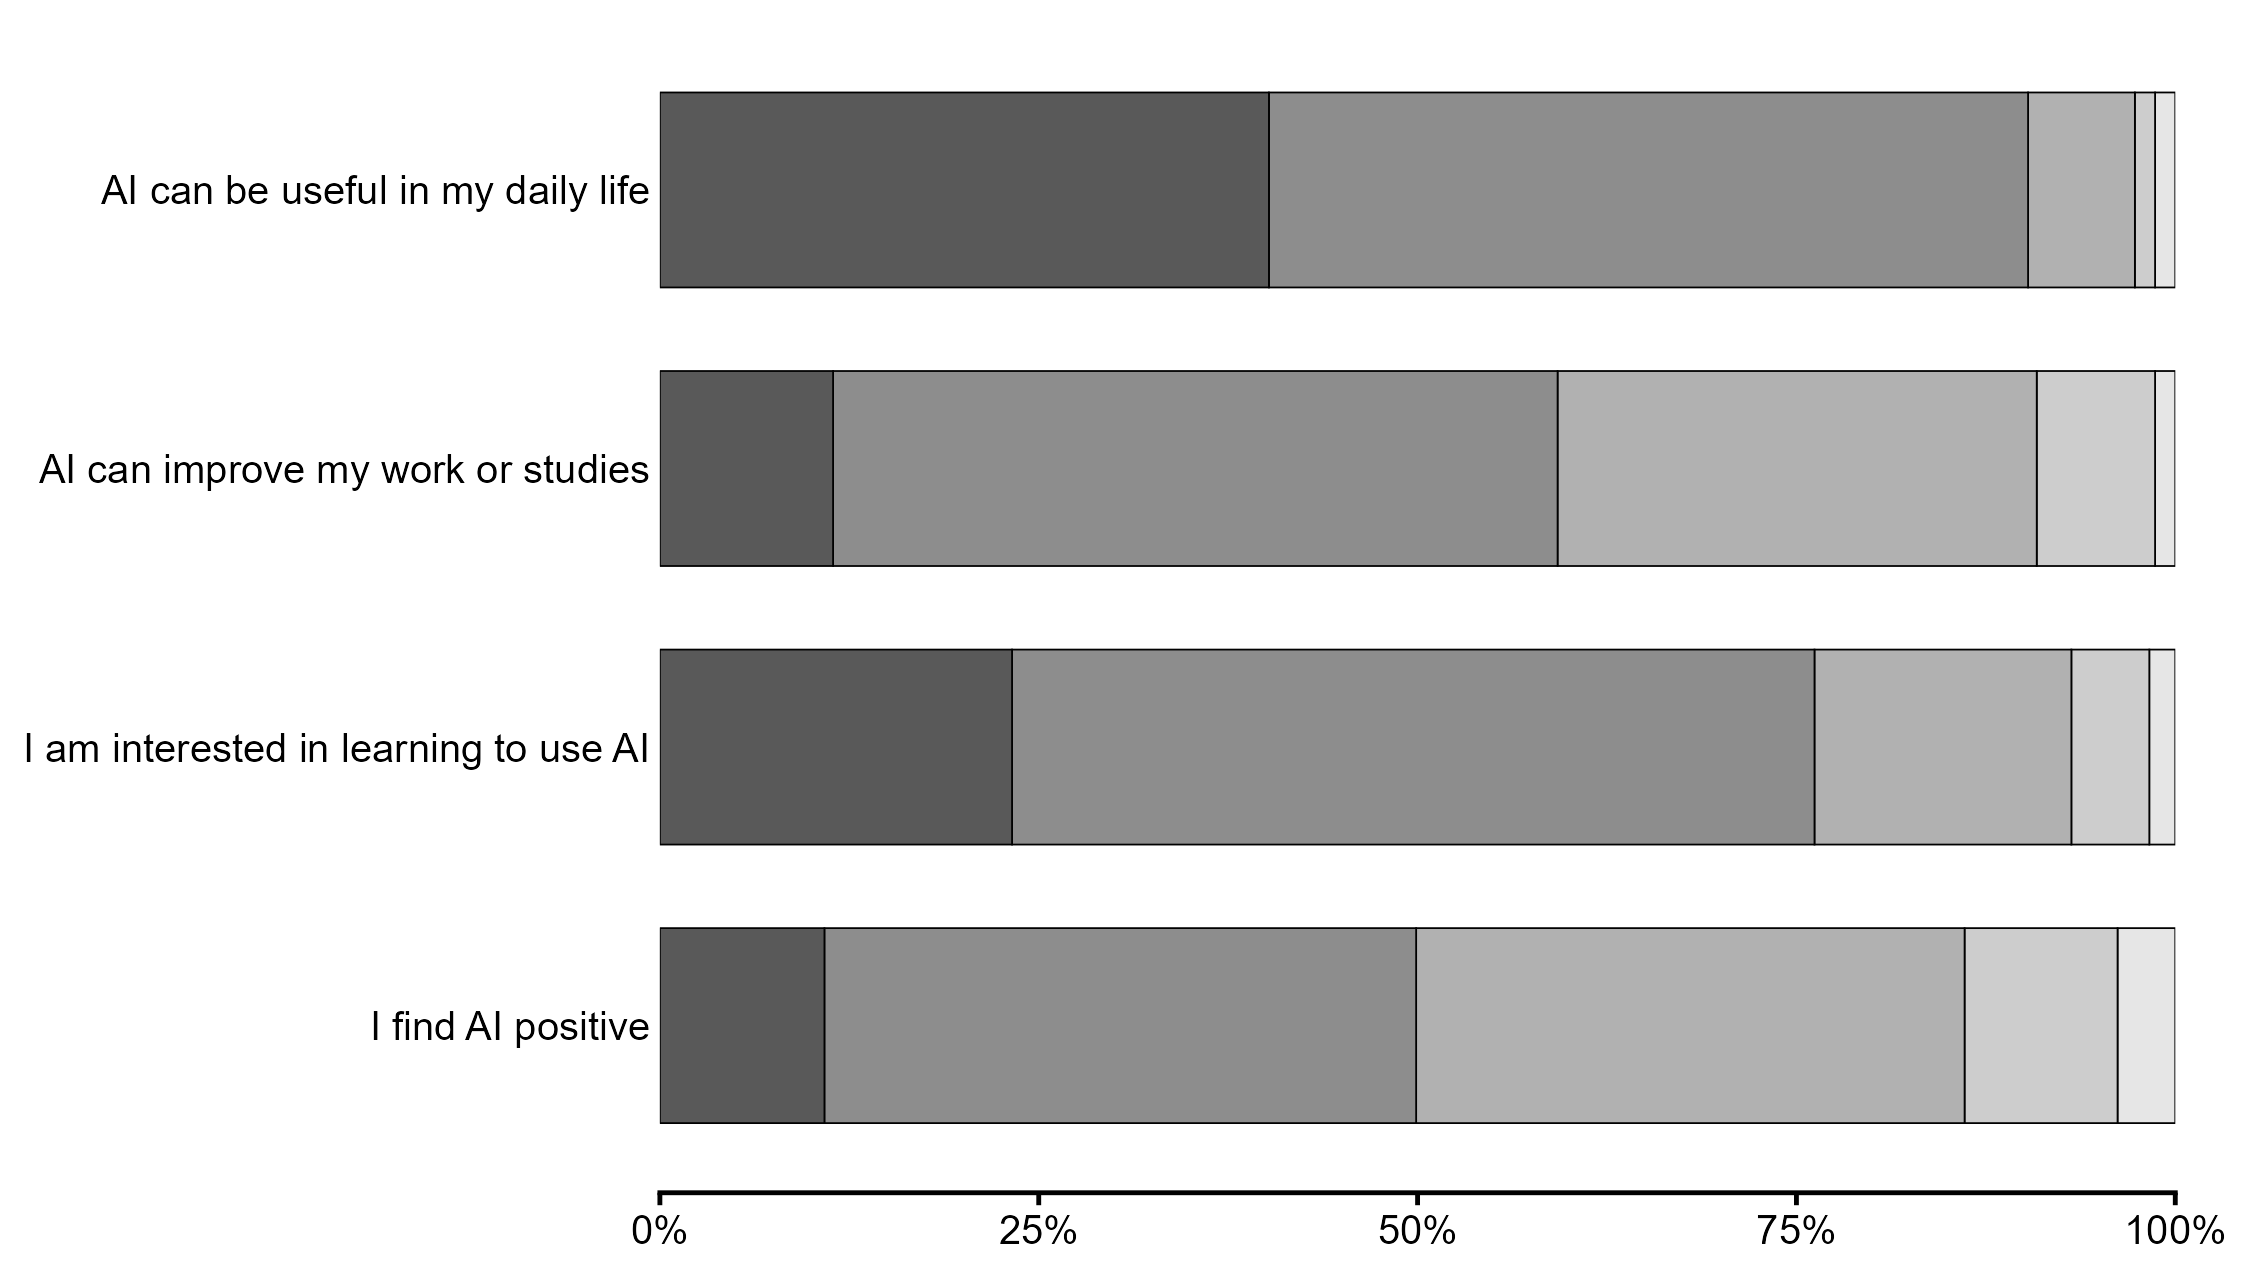 AI can be useful in my daily life
AI can improve my work or studies
I am interested in learning to use AI
I find AI positive
0% 25% 50% 75% 100%